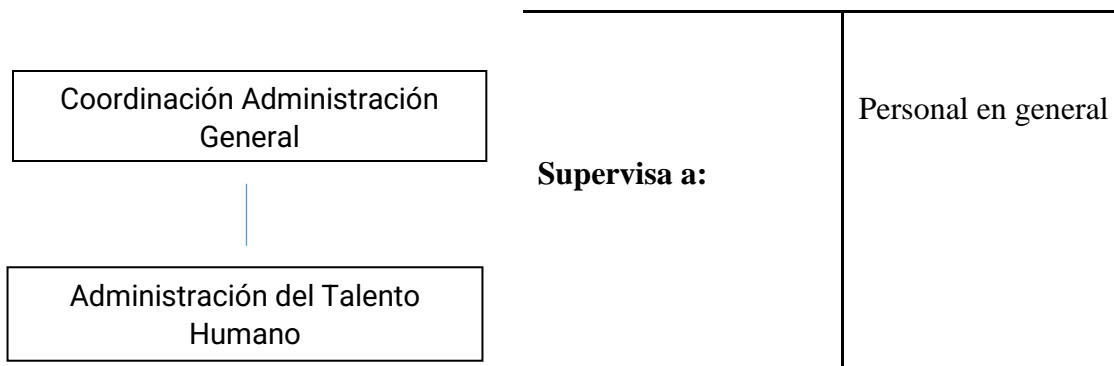 Coordinación Administración
General
Administración del Talento
Humano
Supervisa a:
Personal en general